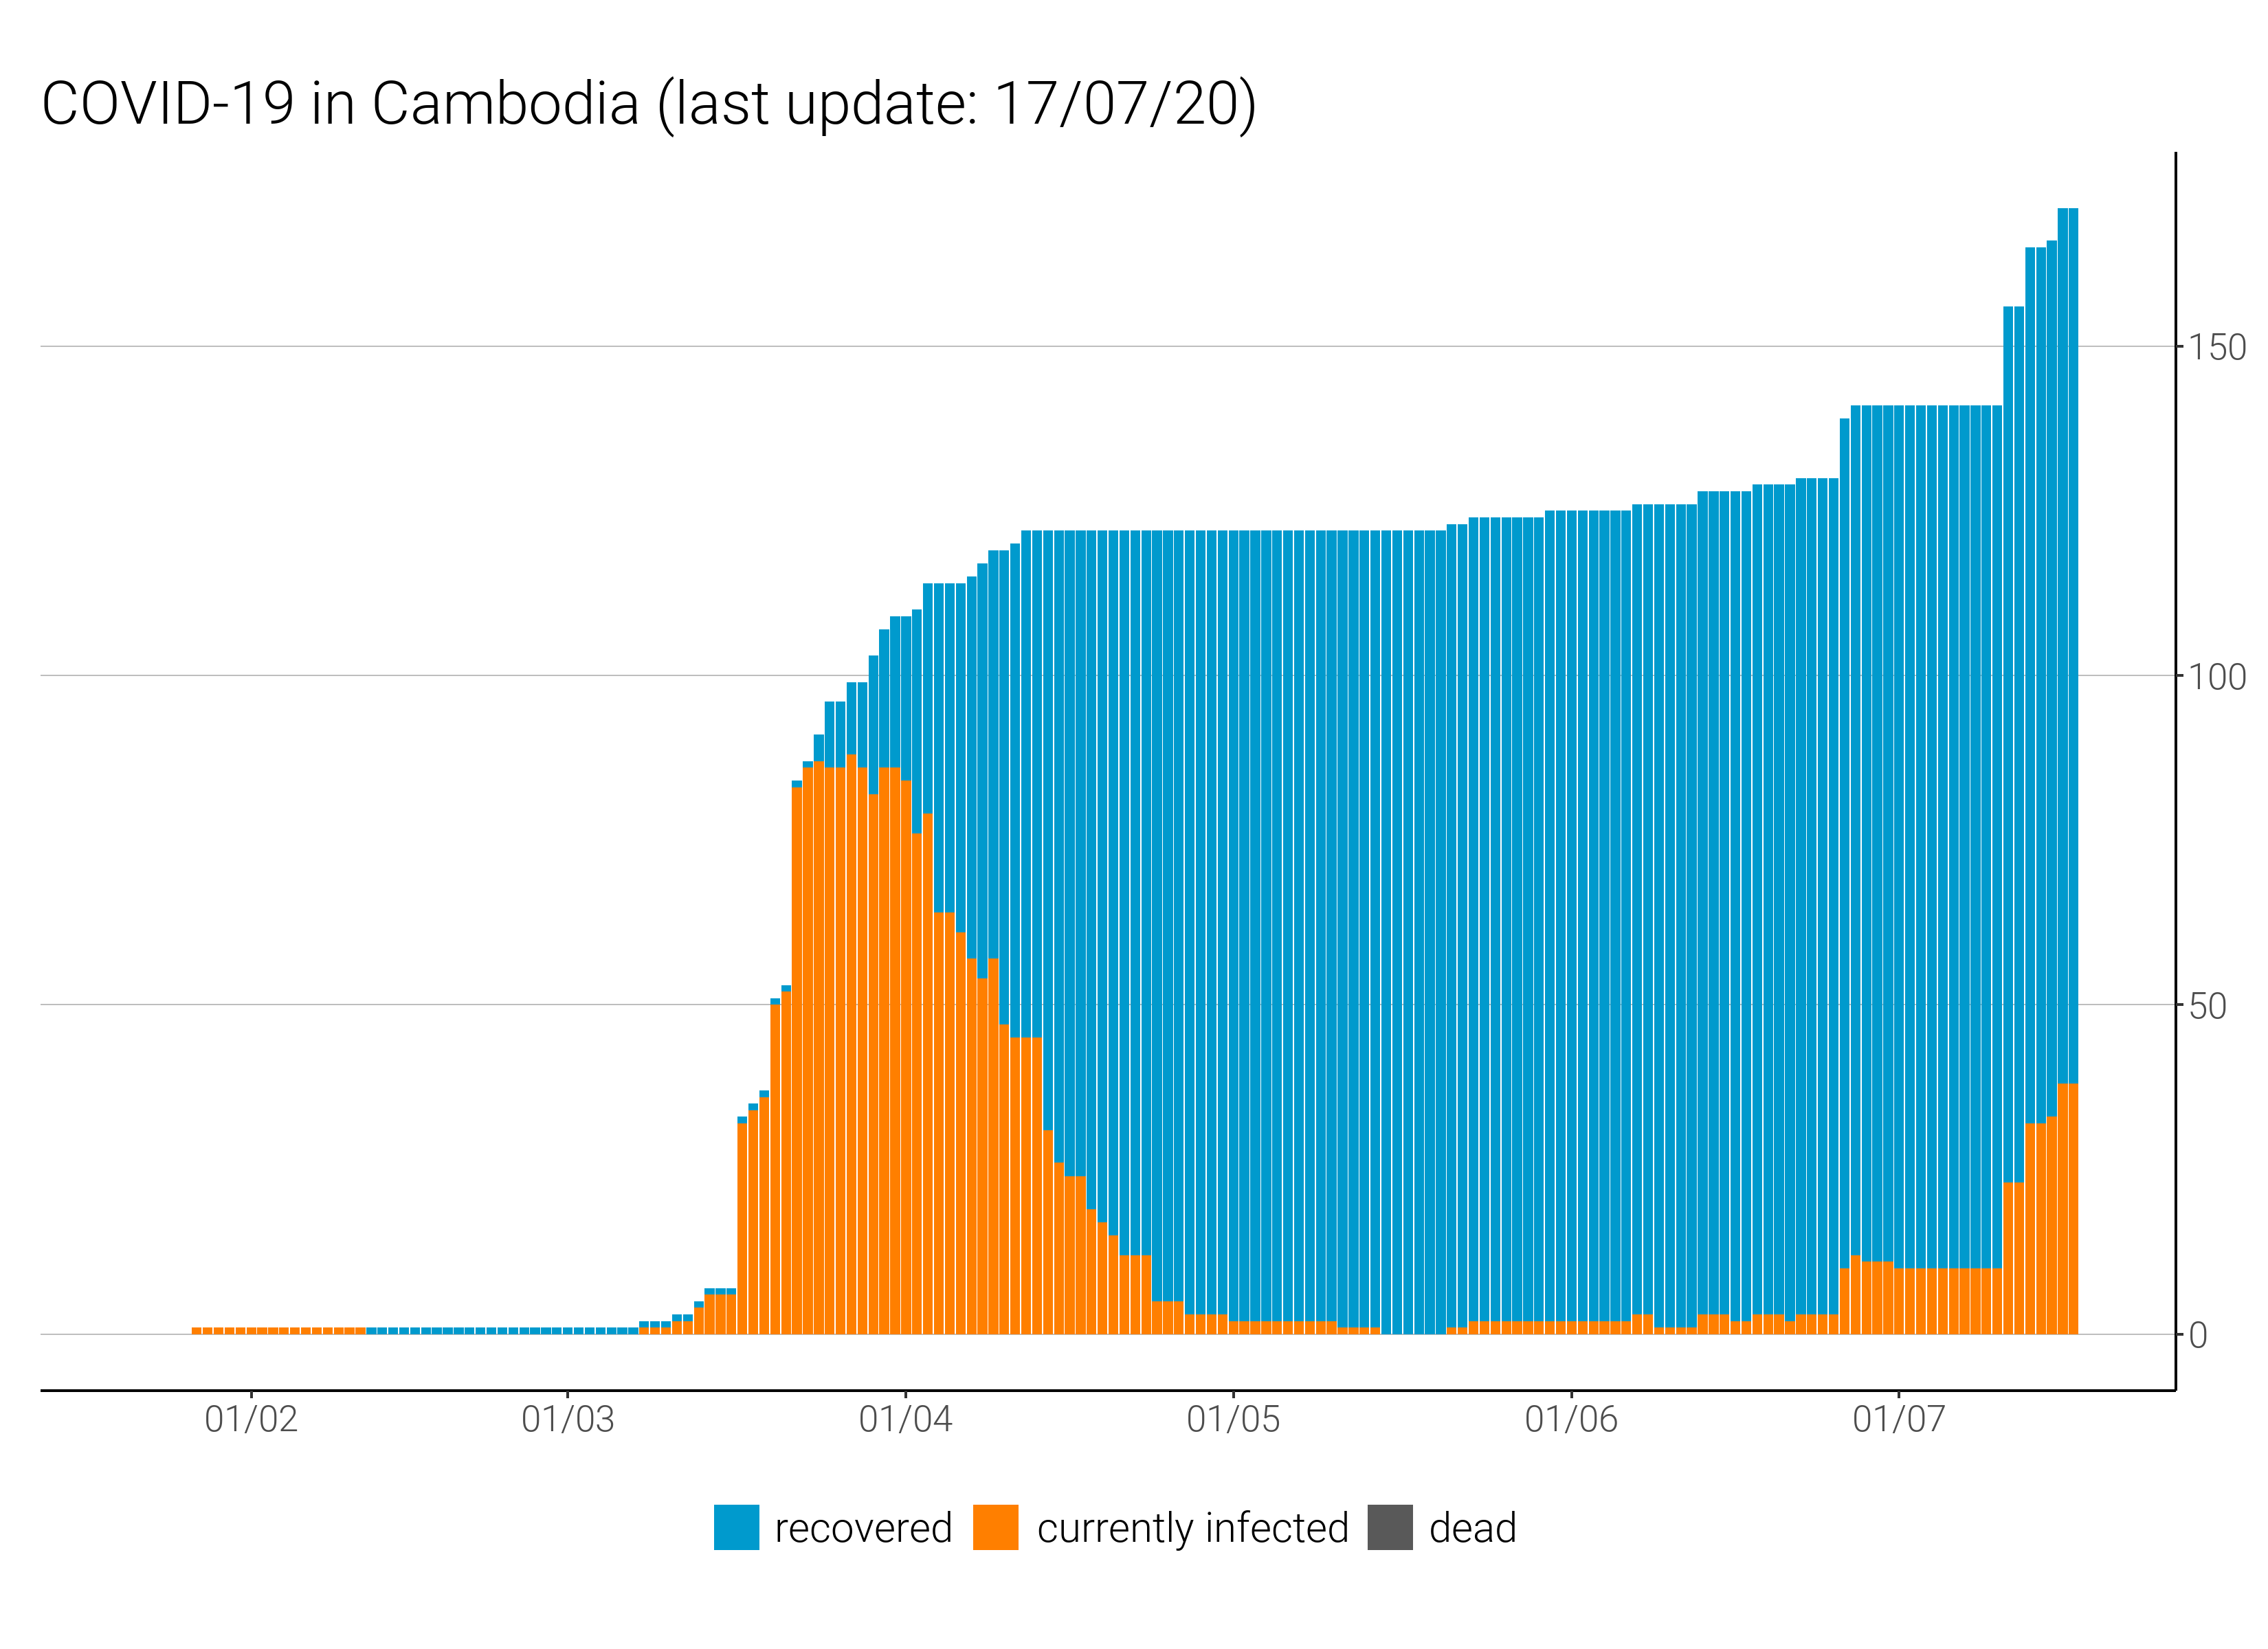 COVID-19 in Cambodia (last update: 17/07/20)
150
100
50
0
01/02 01/03 01/04 01/05 01/06 01/07
recovered currently infected dead